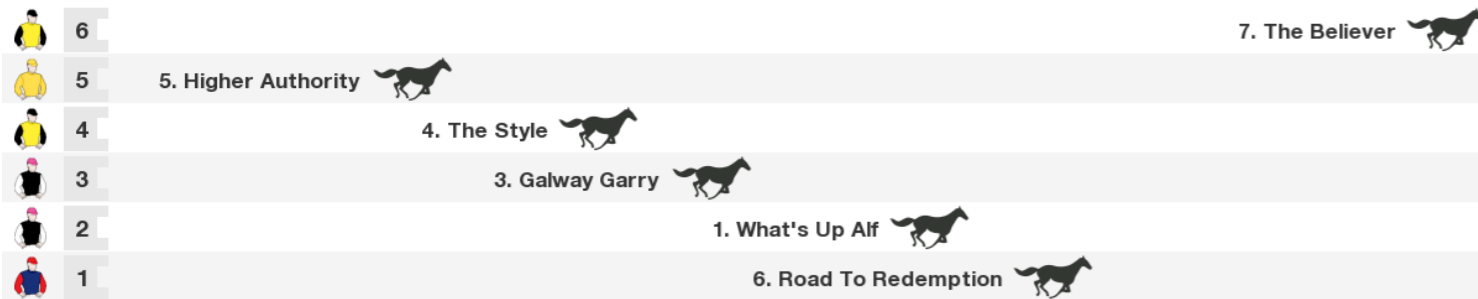 6 7. The Believer
5 5. Higher Authority
4 4. The Style
3 3. Galway Garry
2 1. What's Up Alf
1 6. Road To Redemption